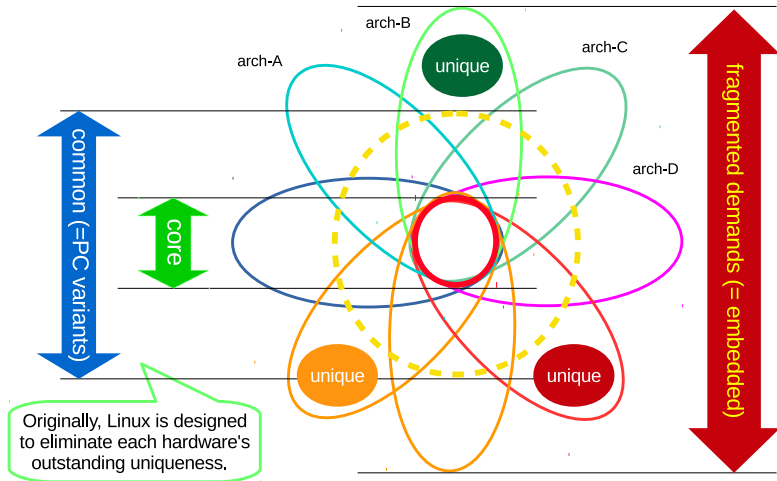 arch-B
unique
arch-C
arch-A
arch-D
common (=PC variants)
core
fragmented demands (= embedded)
unique
unique
Originally, Linux is designed
to eliminate each hardware's
outstanding uniqueness.